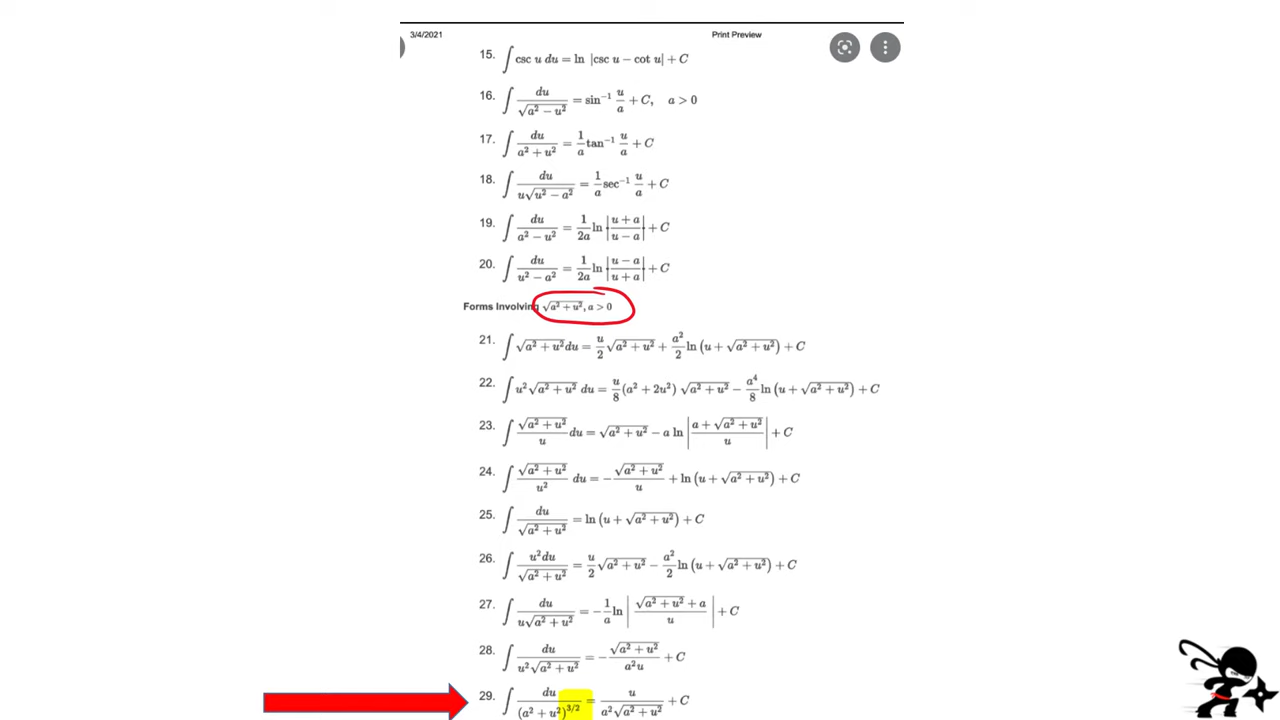 3/4/2021 Print Preview
15. ∫ csc u du = ln |csc u − cot u| + C
16. ∫ du/√(a² − u²) = sin⁻¹ u/a + C, a > 0
17. ∫ du/(a² + u²) = 1/a tan⁻¹ u/a + C
18. ∫ du/(u√(u² − a²)) = 1/a sec⁻¹ u/a + C
19. ∫ du/(a² − u²) = 1/2a ln |(u + a)/(u − a)| + C
20. ∫ du/(u² − a²) = 1/2a ln |(u − a)/(u + a)| + C
Forms Involving √(a² + u²), a > 0
21. ∫ √(a² + u²) du = u/2 √(a² + u²) + a²/2 ln (u + √(a² + u²)) + C
22. ∫ u² √(a² + u²) du = u/8 (a² + 2u²) √(a² + u²) − a⁴/8 ln (u + √(a² + u²)) + C
23. ∫ √(a² + u²)/u du = √(a² + u²) − a ln |(a + √(a² + u²))/u| + C
24. ∫ √(a² + u²)/u² du = − √(a² + u²)/u + ln (u + √(a² + u²)) + C
25. ∫ du/√(a² + u²) = ln (u + √(a² + u²)) + C
26. ∫ u² du/√(a² + u²) = u/2 √(a² + u²) − a²/2 ln (u + √(a² + u²)) + C
27. ∫ du/(u√(a² + u²)) = − 1/a ln |(√(a² + u²) + a)/u| + C
28. ∫ du/(u²√(a² + u²)) = − √(a² + u²)/(a²u) + C
29. ∫ du/(a² + u²)^3/2 = u/(a²√(a² + u²)) + C